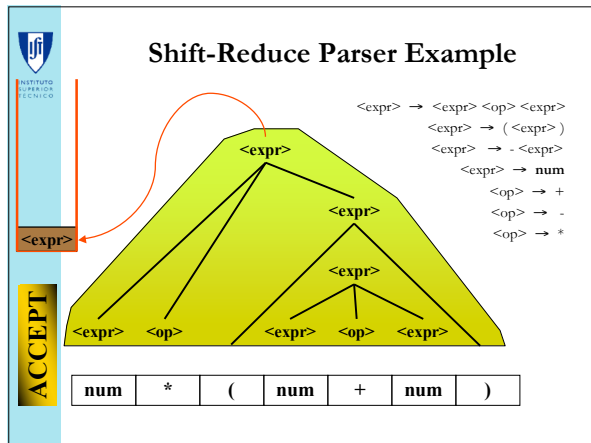 Shift-Reduce Parser Example
INSTITUTO
SUPERIOR
TÉCNICO
<expr> → <expr> <op> <expr>
<expr> → ( <expr> )
<expr> → - <expr>
<expr> → num
<op> → +
<op> → -
<op> → *
<expr>
<expr>
<expr>
<expr>
<expr> <op> <expr> <op> <expr>
ACCEPT
num * ( num + num )